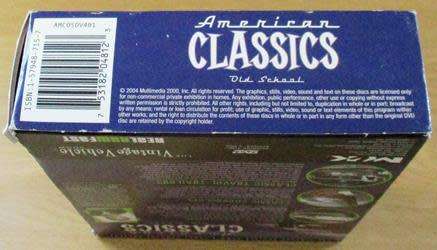 AMC05DV401
ISBN:1-57948-715-7
7 53182 04812 3
American
CLASSICS
Old School
© 2004 Multimedia 2000, Inc. All rights reserved. The graphics, stills, video, sound and text on these discs are licensed only
for non-commercial private exhibition in homes. Any exhibition, public performance, other use or copying without express
written permission is strictly prohibited. All other rights, including but not limited to, duplication in whole or in part; broadcast
by any means; rental or loan circulation for profit, use of graphic, stills, video, sound or text elements of this program within
other works; and the right to distribute the contents of these discs in whole or in part in any form other than the original DVD
disc are retained by the copyright holder.
Vintage Vehicle
CLASSICS